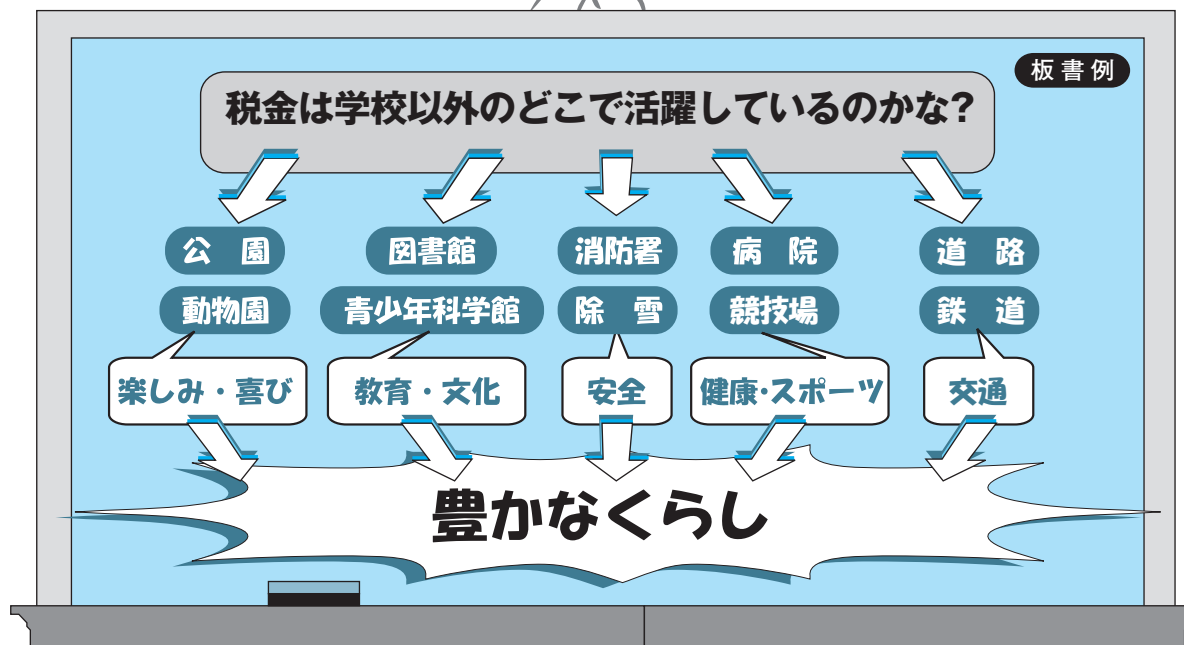 板書例
税金は学校以外のどこで活躍しているのかな?
公　園
図書館
消防署
病　院
道　路
動物園
青少年科学館
除　雪
競技場
鉄　道
楽しみ・喜び
教育・文化
安全
健康・スポーツ
交通
豊かなくらし